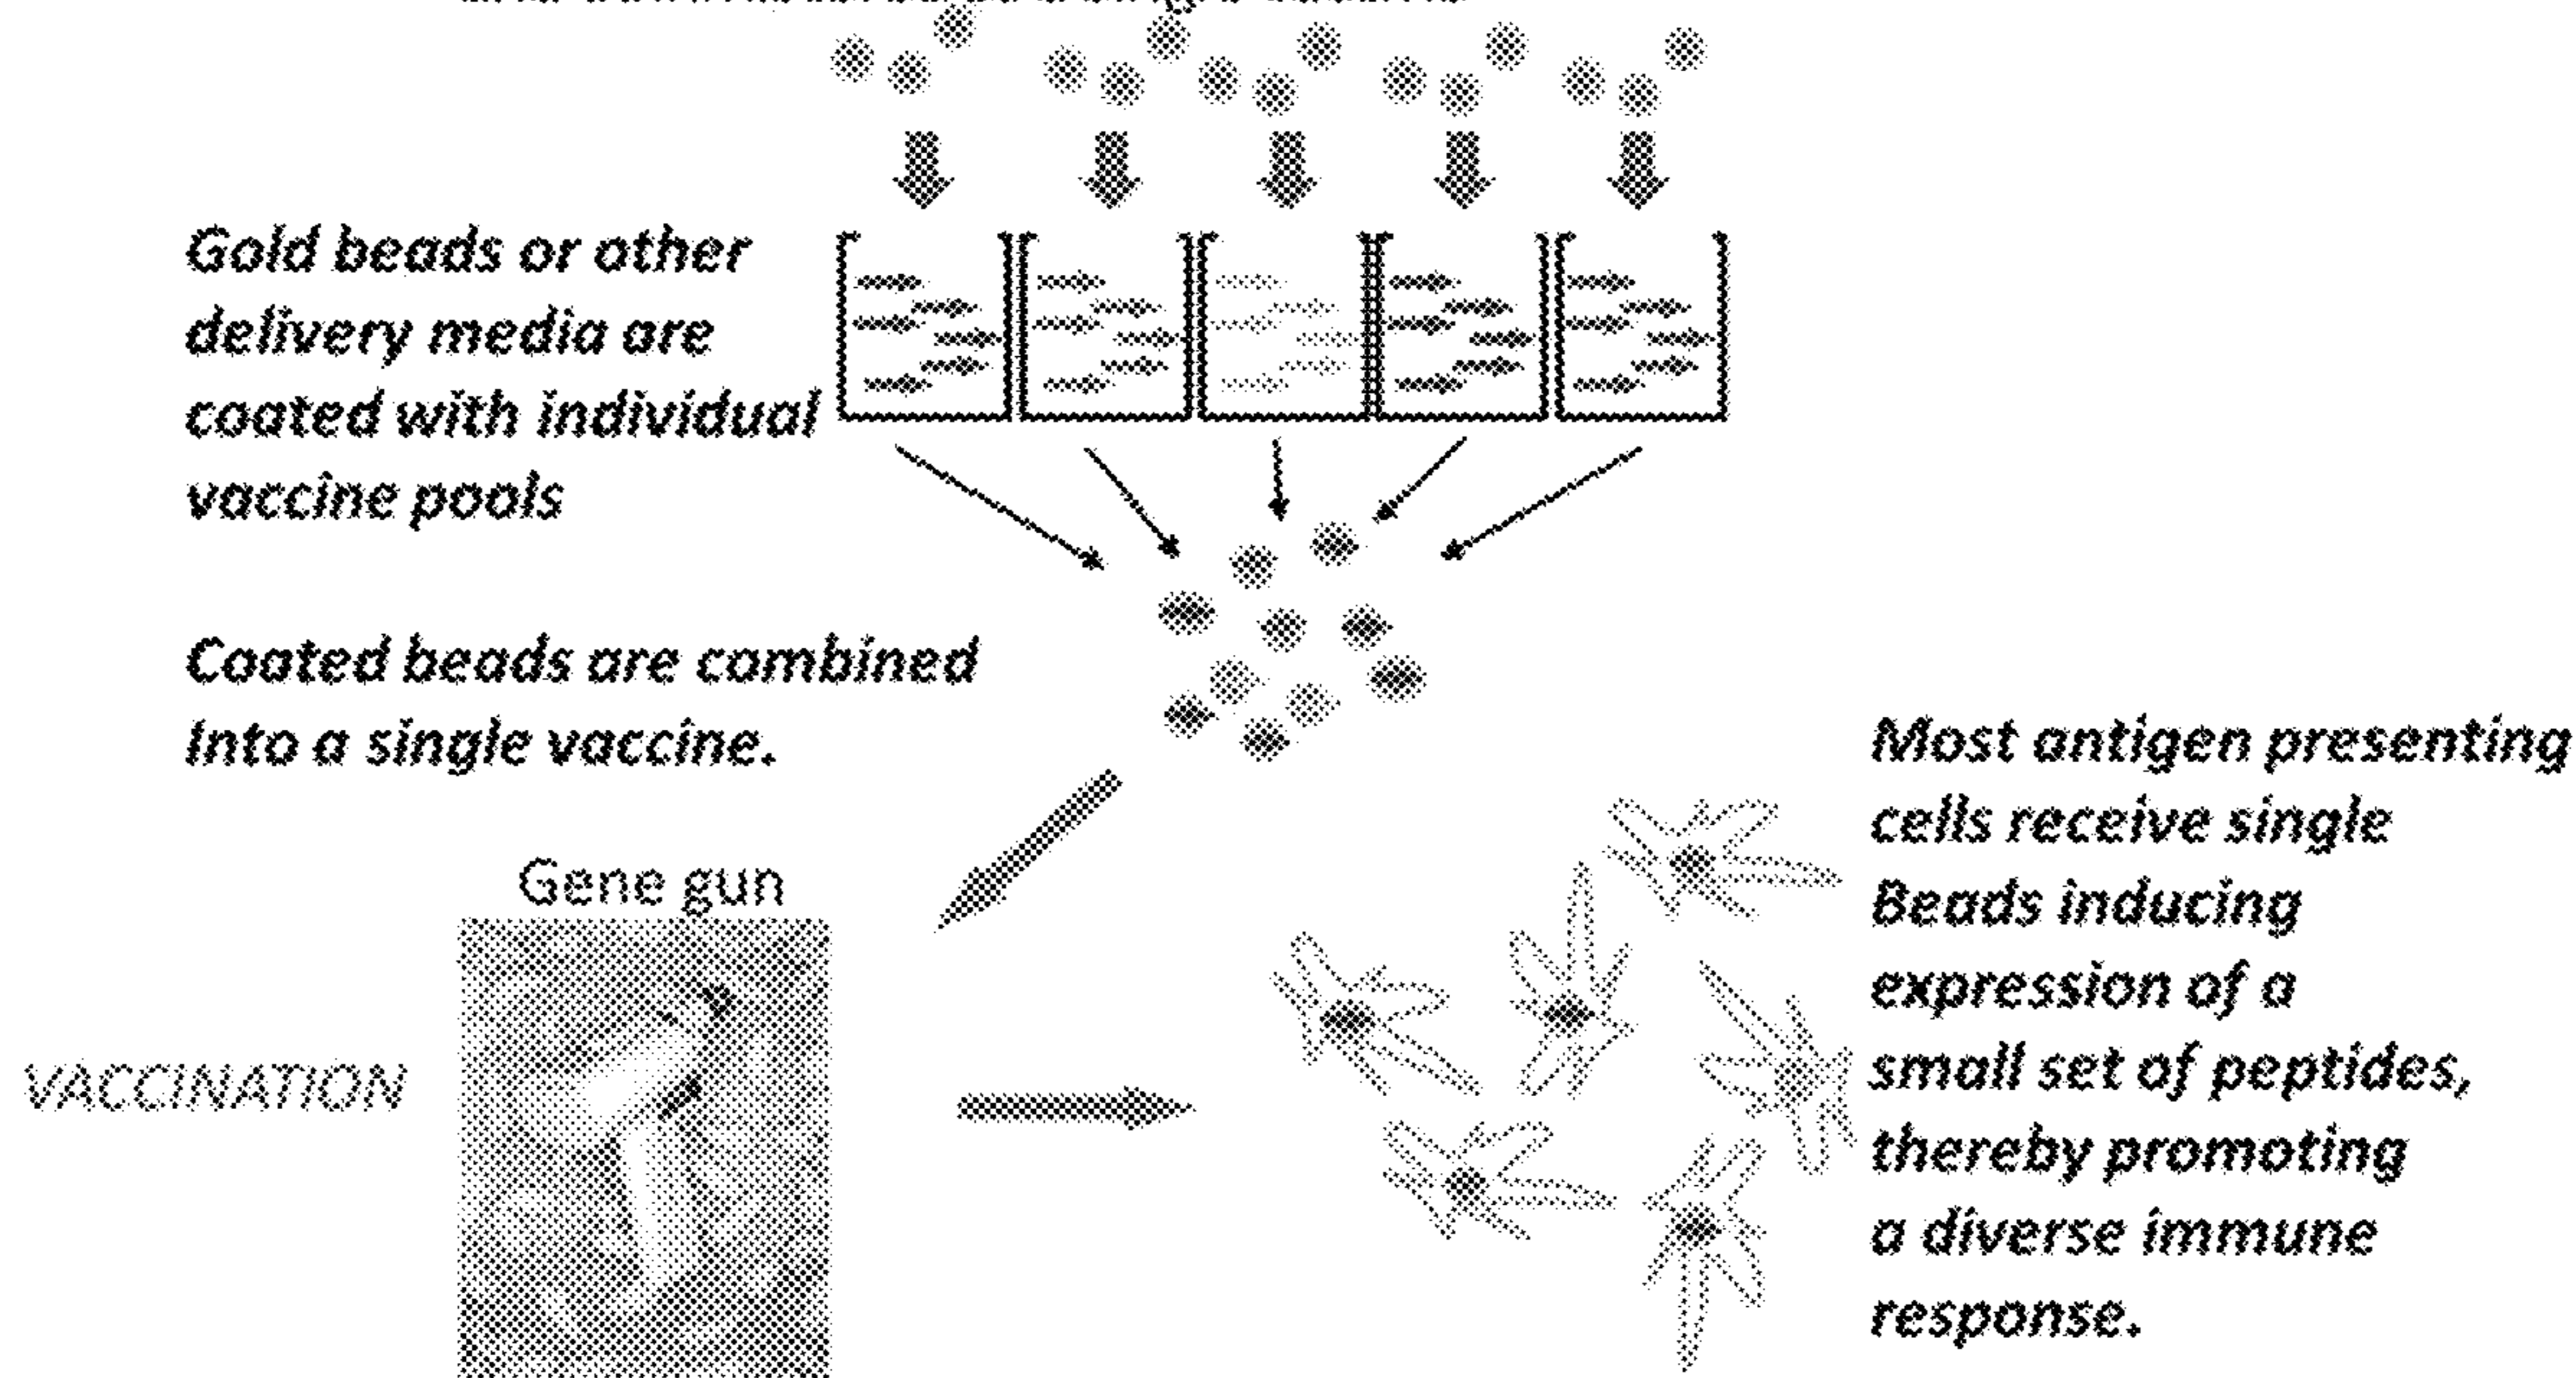 Gold beads or other
delivery media are
coated with individual
vaccine pools
Coated beads are combined
Into a single vaccine.
Gene gun
VACCINATION
Most antigen presenting
cells receive single
Beads inducing
expression of a
small set of peptides,
thereby promoting
a diverse immune
response.